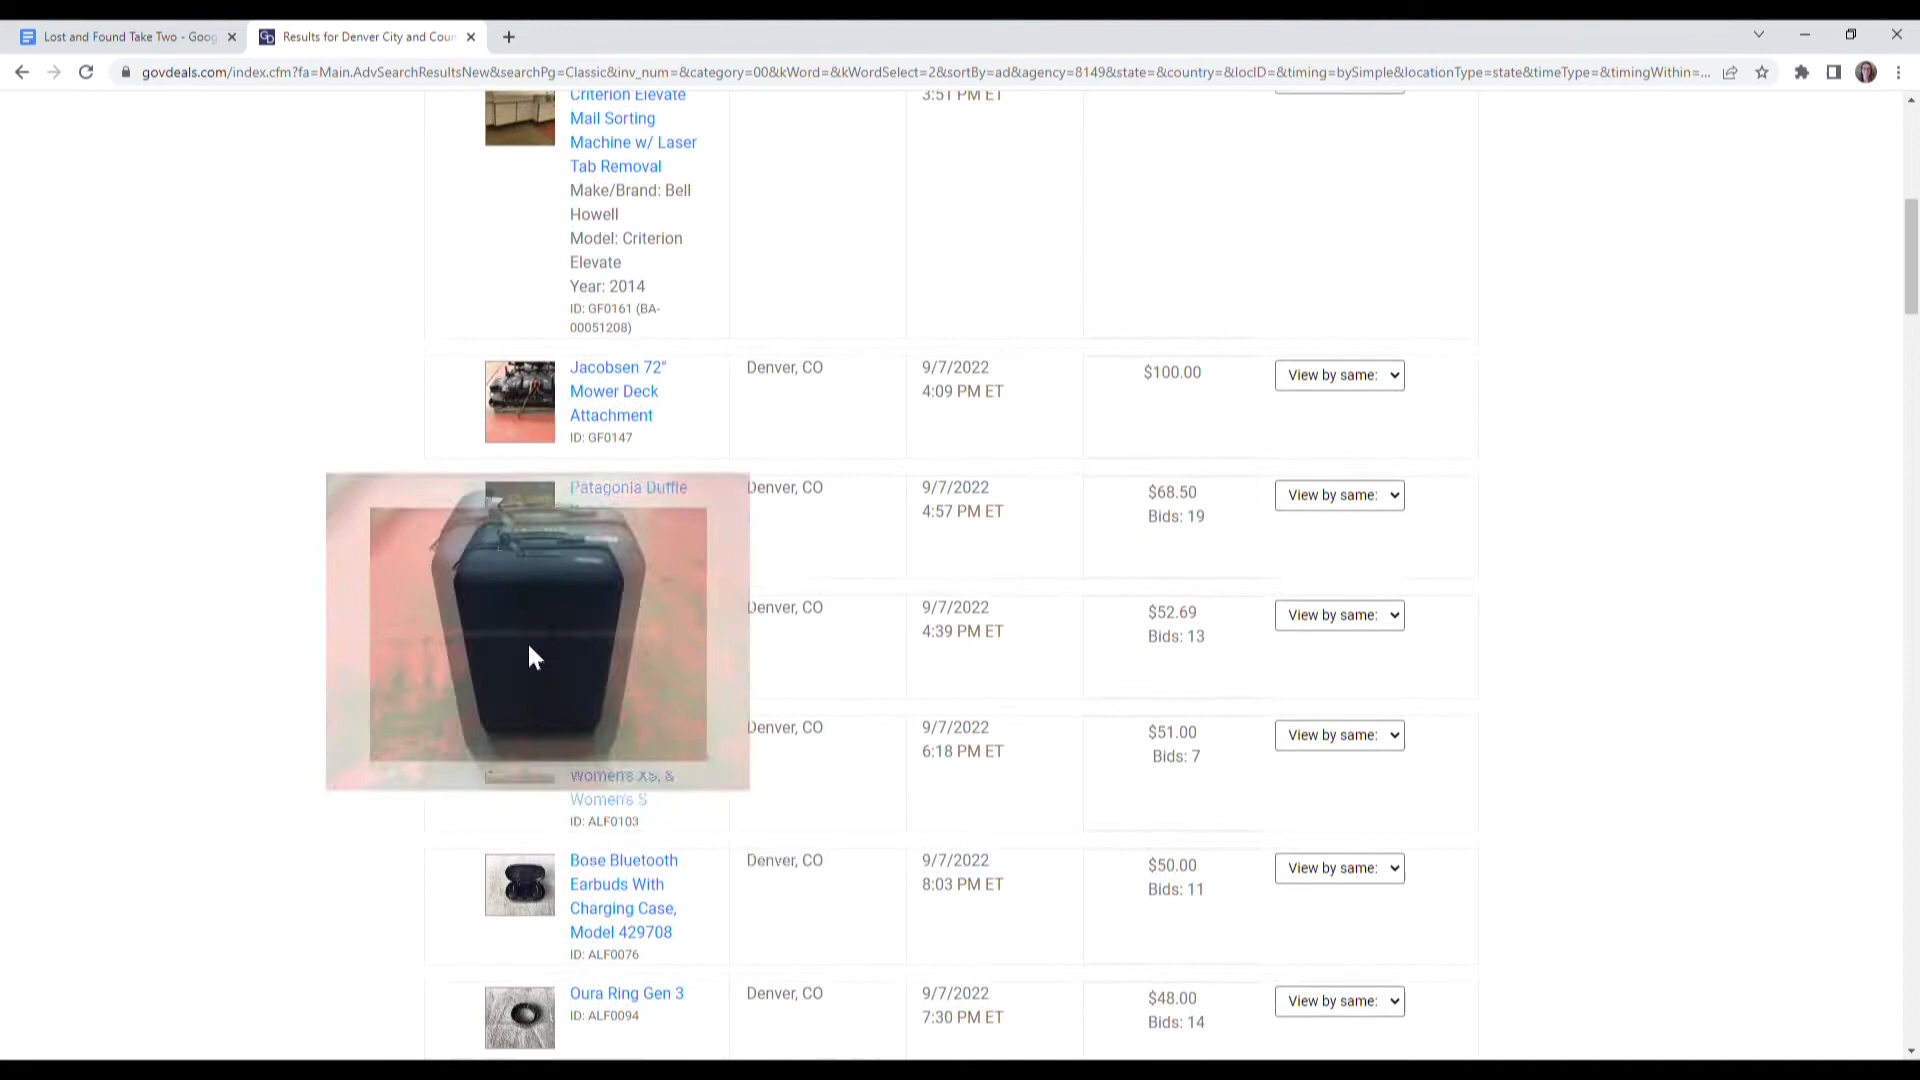 Lost and Found Take Two - Goog
Results for Denver City and Coun
govdeals.com/index.cfm?fa=Main.AdvSearchResultsNew&searchPg=Classic&inv_num=&category=00&kWord=&kWordSelect=2&sortBy=ad&agency=8149&state=&country=&locID=&timing=bySimple&locationType=state&timeType=&timingWithin=...
Criterion Elevate
Mail Sorting
Machine w/ Laser
Tab Removal
Make/Brand: Bell
Howell
Model: Criterion
Elevate
Year: 2014
ID: GF0161 (BA-
00051208)
3:51 PM ET
Jacobsen 72"
Mower Deck
Attachment
ID: GF0147
Denver, CO
9/7/2022
4:09 PM ET
$100.00
View by same:
Patagonia Duffle
Denver, CO
9/7/2022
4:57 PM ET
$68.50
Bids: 19
View by same:
Denver, CO
9/7/2022
4:39 PM ET
$52.69
Bids: 13
View by same:
Women's XS, &
Women's S
ID: ALF0103
Denver, CO
9/7/2022
6:18 PM ET
$51.00
Bids: 7
View by same:
Bose Bluetooth
Earbuds With
Charging Case,
Model 429708
ID: ALF0076
Denver, CO
9/7/2022
8:03 PM ET
$50.00
Bids: 11
View by same:
Oura Ring Gen 3
ID: ALF0094
Denver, CO
9/7/2022
7:30 PM ET
$48.00
Bids: 14
View by same: